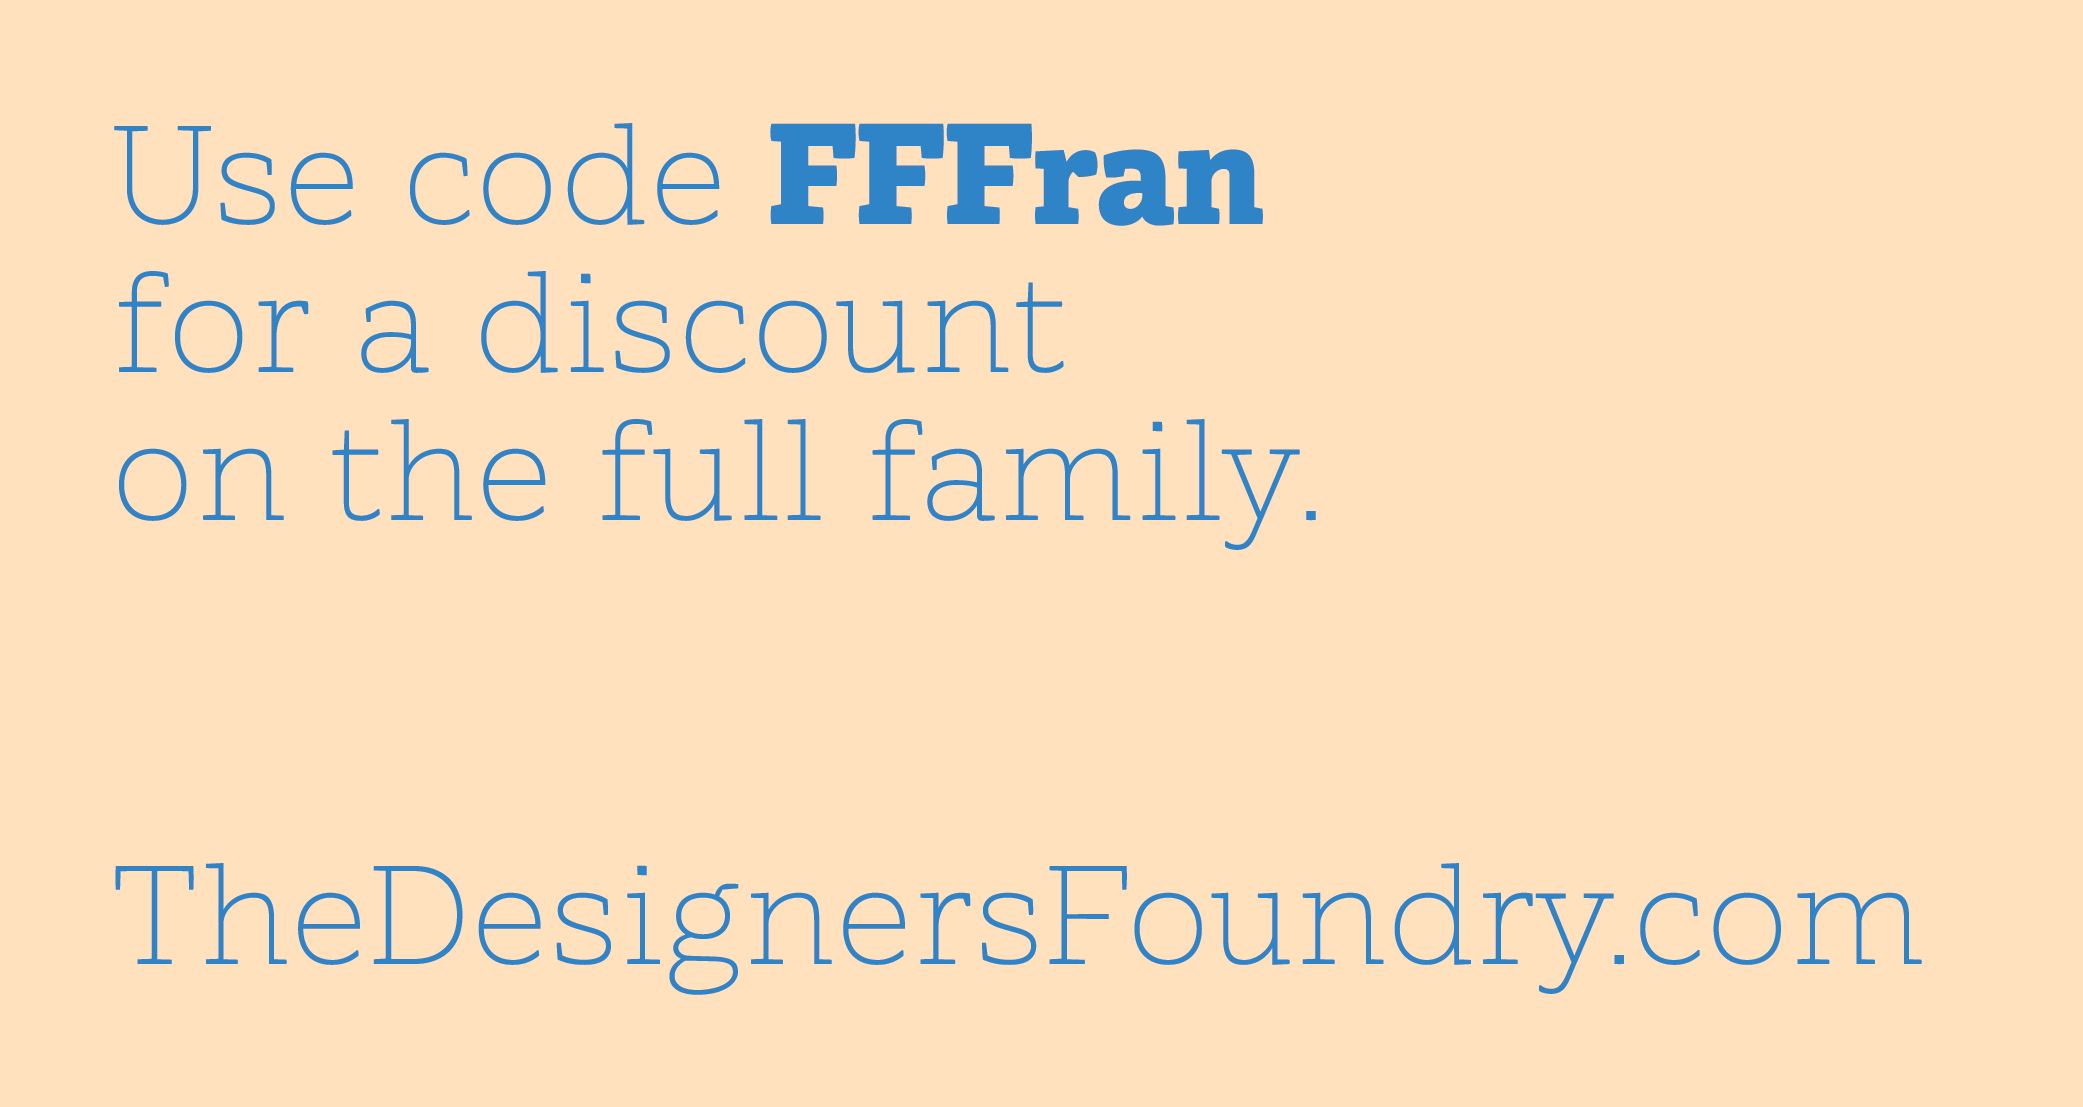 Use code FFFran
for a discount
on the full family.
TheDesignersFoundry.com